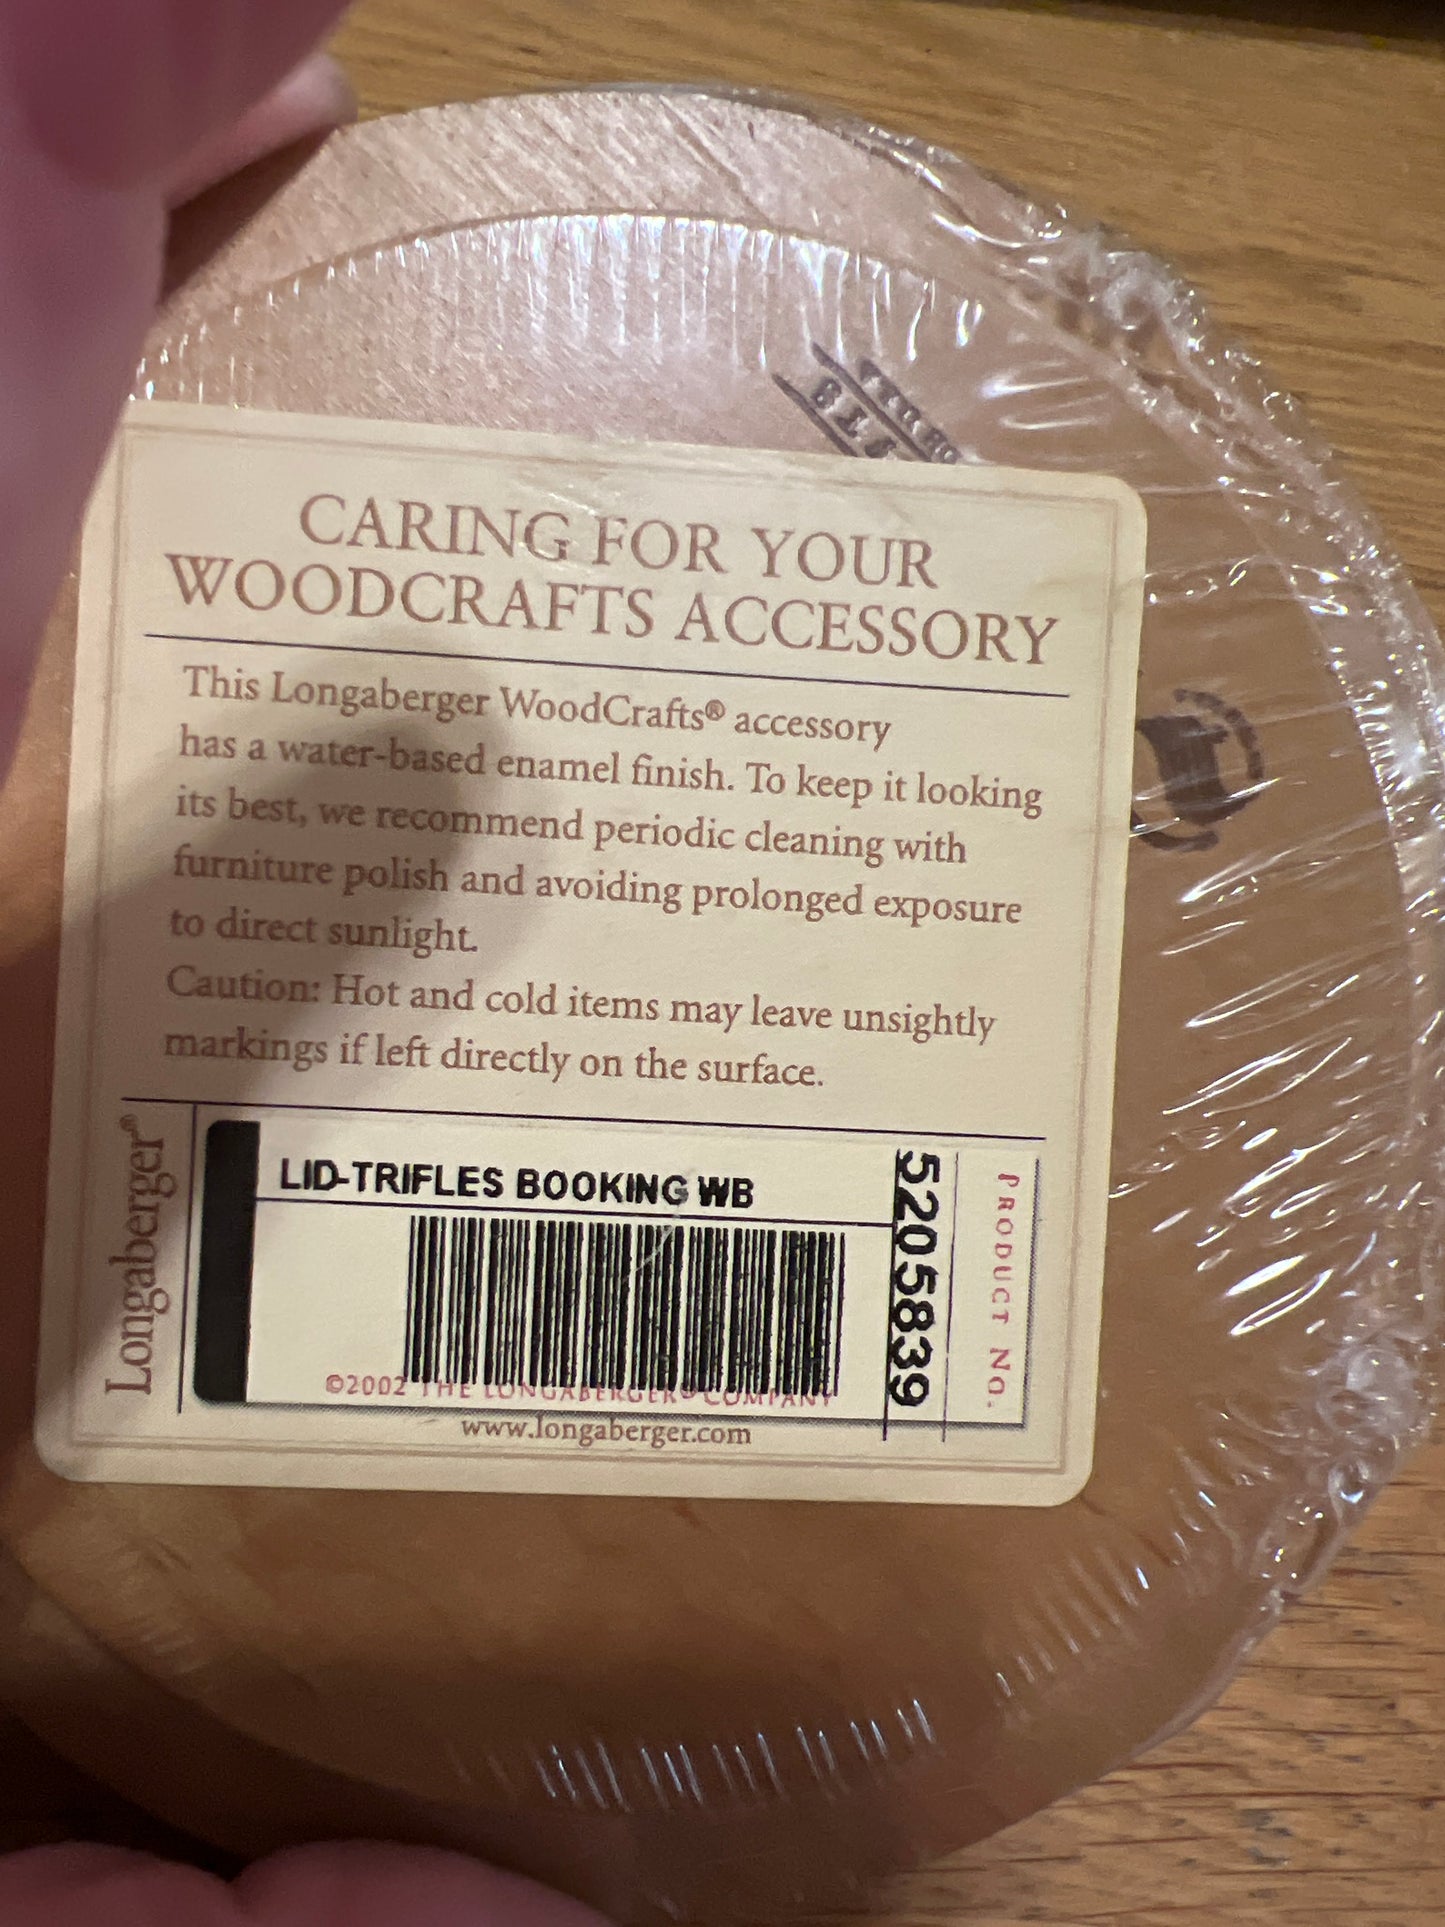 CARING FOR YOUR
WOODCRAFTS ACCESSORY
This Longaberger WoodCrafts® accessory
has a water-based enamel finish. To keep it looking
its best, we recommend periodic cleaning with
furniture polish and avoiding prolonged exposure
to direct sunlight.
Caution: Hot and cold items may leave unsightly
markings if left directly on the surface.
Longaberger®
LID-TRIFLES BOOKING WB
5205839
PRODUCT NO.
©2002 THE LONGABERGER® COMPANY
www.longaberger.com